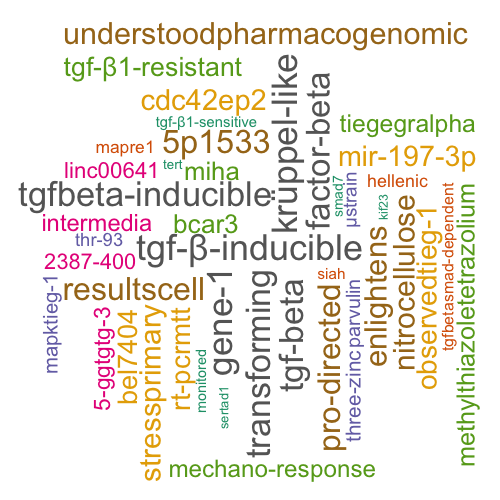 understoodpharmacogenomic
tgf-β1-resistant
cdc42ep2
tgf-β1-sensitive
tiegegralpha
mapre1
5p1533
mir-197-3p
linc00641
tert
miha
hellenic
tgfbeta-inducible
krüppel-like
factor-beta
smad7
μstrain
kif23
intermedia
bcar3
thr-93
tgf-β-inducible
2387-400
siah
resultscell
mapktieg-1
5-ggtgtg-3
bel7404
stressprimary
rt-pcrmtt
monitored
gene-1
sertad1
transforming
tgf-beta
pro-directed
three-zinc
parvulin
enlightens
nitrocellulose
observedtieg-1
tgfbetasmad-dependent
methylthiazoletetrazolium
mechano-response